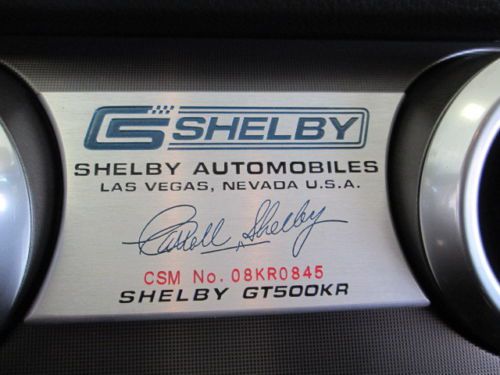 CS SHELBY
SHELBY AUTOMOBILES
LAS VEGAS, NEVADA U.S.A.
Carroll Shelby
CSM No. 08KR0845
SHELBY GT500KR